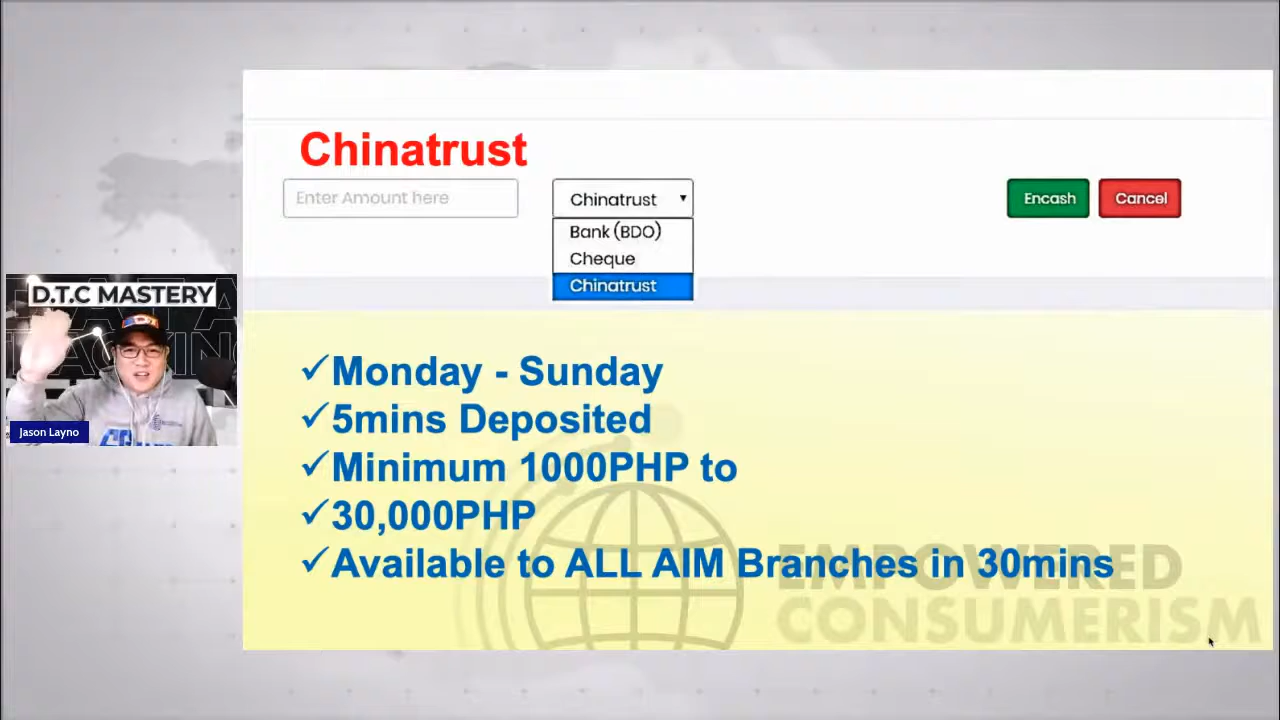 Chinatrust
Enter Amount here
Chinatrust
Encash
Cancel
Bank (BDO)
Cheque
Chinatrust
D.T.C MASTERY
Jason Layno
✓Monday - Sunday
✓5mins Deposited
✓Minimum 1000PHP to
✓30,000PHP
✓Available to ALL AIM Branches in 30mins
EMPOWERED
CONSUMERISM